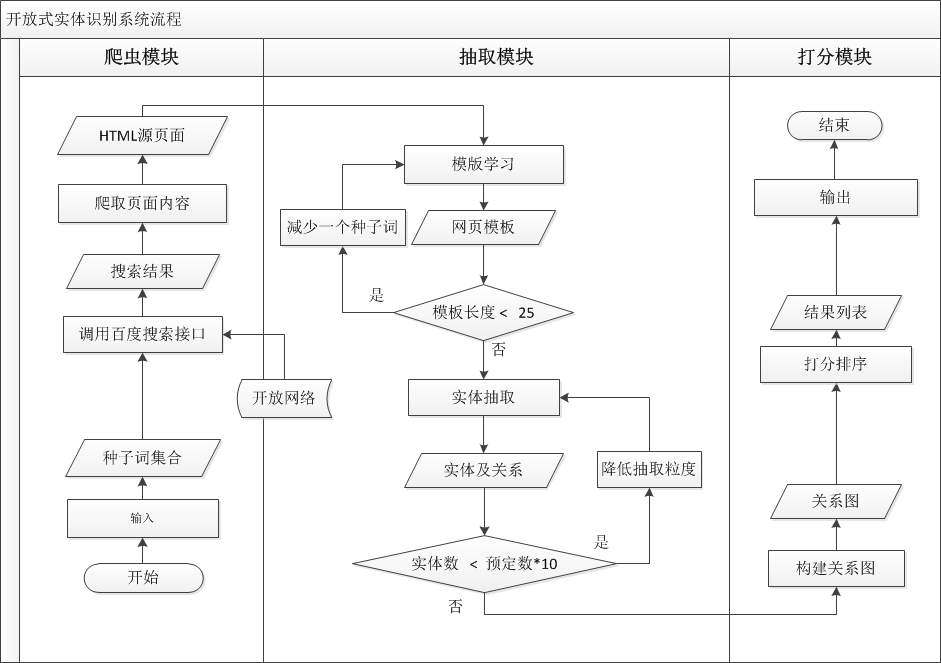 开放式实体识别系统流程
爬虫模块
抽取模块
打分模块
HTML源页面
爬取页面内容
搜索结果
调用百度搜索接口
开放网络
种子词集合
输入
开始
模版学习
减少一个种子词
网页模板
是
模板长度< 25
否
实体抽取
实体及关系
降低抽取粒度
是
实体数 < 预定数*10
否
结束
输出
结果列表
打分排序
关系图
构建关系图